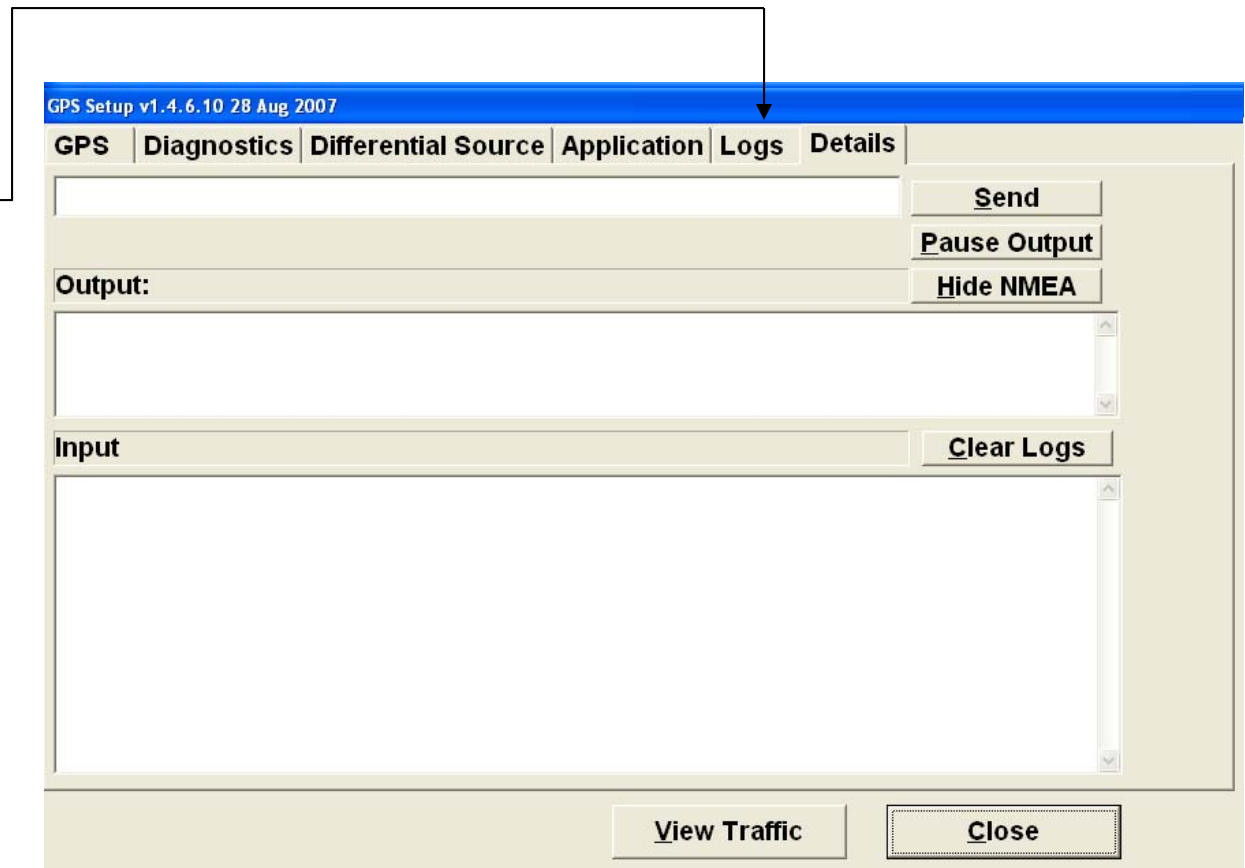 GPS Setup v1.4.6.10 28 Aug 2007
GPS Diagnostics Differential Source Application Logs Details
Send
Pause Output
Output:
Hide NMEA
Input
Clear Logs
View Traffic
Close